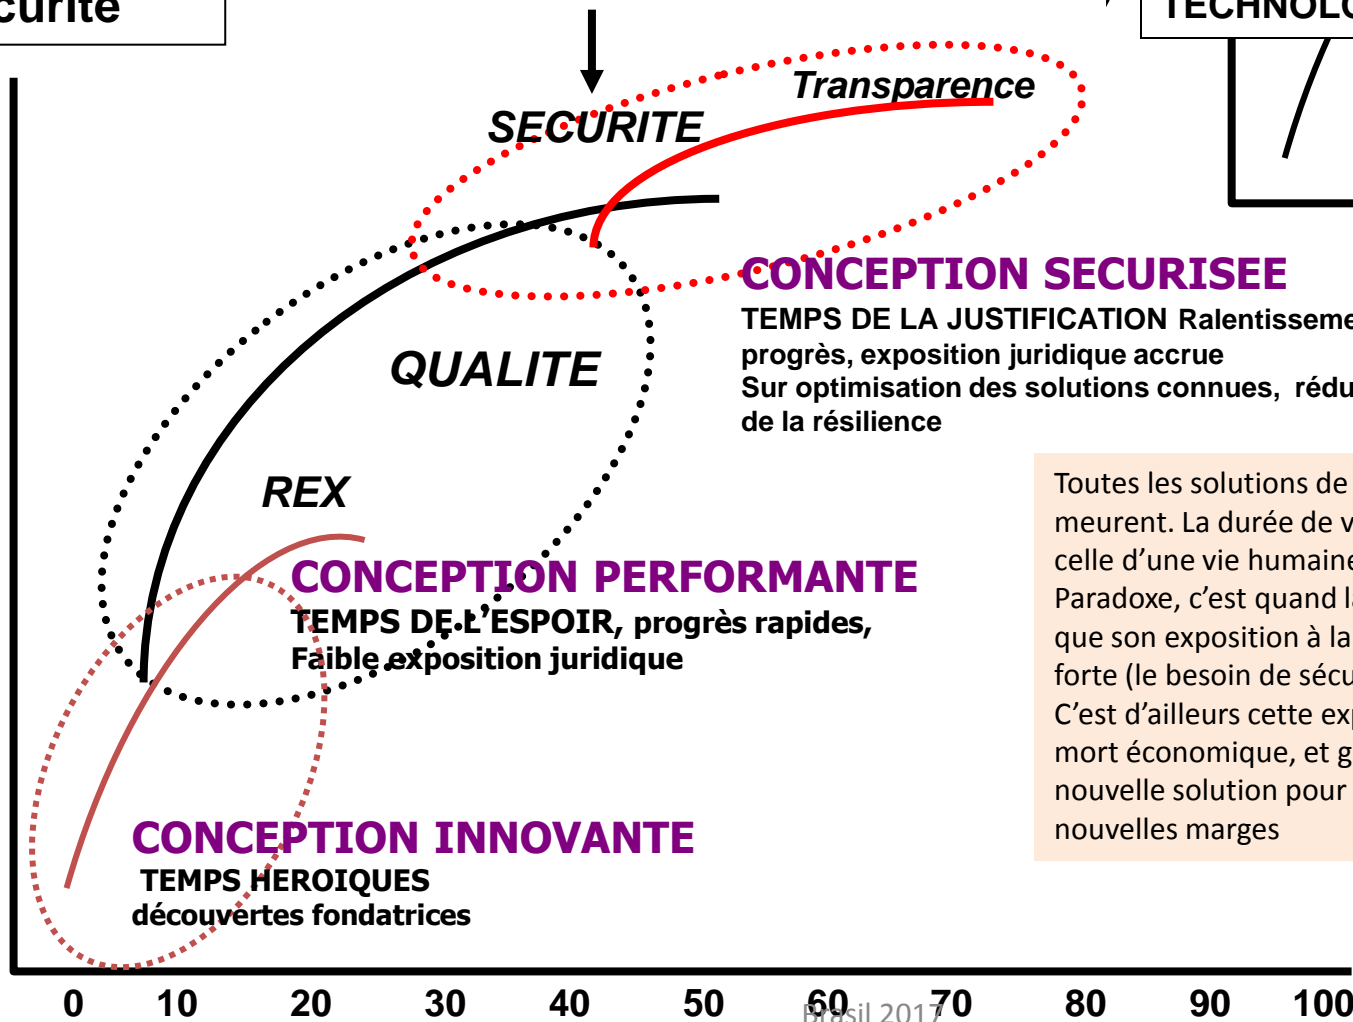 curité
TECHNOLO
Transparence
SECURITE
CONCEPTION SECURISEE
TEMPS DE LA JUSTIFICATION Ralentisseme
progrès, exposition juridique accrue
Sur optimisation des solutions connues, rédu
de la résilience
QUALITE
Toutes les solutions de
meurent. La durée de v
celle d’une vie humaine
Paradoxe, c’est quand l
que son exposition à la
forte (le besoin de sécu
C’est d’ailleurs cette ex
mort économique, et g
nouvelle solution pour
nouvelles marges
REX
CONCEPTION PERFORMANTE
TEMPS DE L’ESPOIR, progrès rapides,
Faible exposition juridique
CONCEPTION INNOVANTE
TEMPS HEROIQUES
découvertes fondatrices
0 10 20 30 40 50 60 70 80 90 100
Brasil 2017